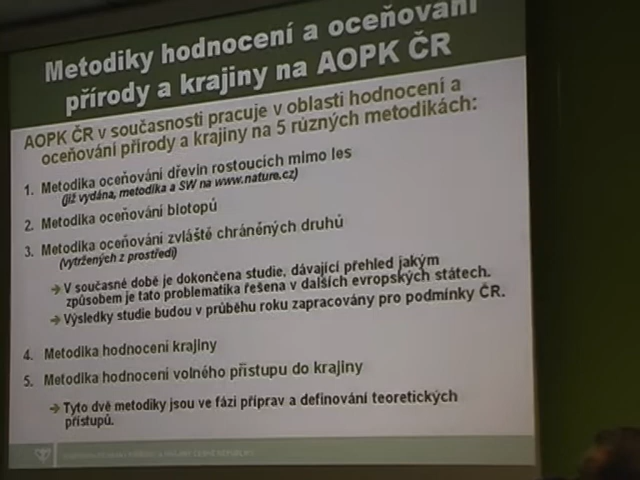 Metodiky hodnocení a oceňování
přírody a krajiny na AOPK ČR
AOPK ČR v současnosti pracuje v oblasti hodnocení a
oceňování přírody a krajiny na 5 různých metodikách:
1. Metodika oceňování dřevin rostoucích mimo les
(již vydána, metodika a SW na www.nature.cz)
2. Metodika oceňování biotopů
3. Metodika oceňování zvláště chráněných druhů
(vytržených z prostředí)
➔ V současné době je dokončena studie, dávající přehled jakým
způsobem je tato problematika řešena v dalších evropských státech.
➔ Výsledky studie budou v průběhu roku zapracovány pro podmínky ČR.
4. Metodika hodnocení krajiny
5. Metodika hodnocení volného přístupu do krajiny
➔ Tyto dvě metodiky jsou ve fázi příprav a definování teoretických
přístupů.